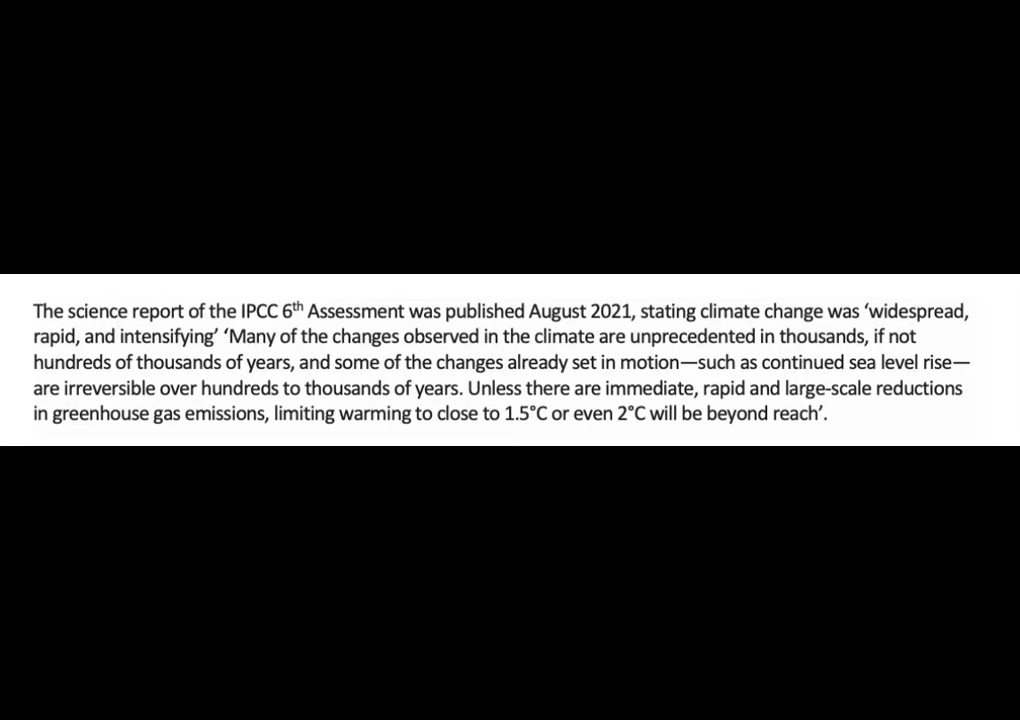 The science report of the IPCC 6th Assessment was published August 2021, stating climate change was ‘widespread,
rapid, and intensifying’ ‘Many of the changes observed in the climate are unprecedented in thousands, if not
hundreds of thousands of years, and some of the changes already set in motion—such as continued sea level rise—
are irreversible over hundreds to thousands of years. Unless there are immediate, rapid and large-scale reductions
in greenhouse gas emissions, limiting warming to close to 1.5°C or even 2°C will be beyond reach’.